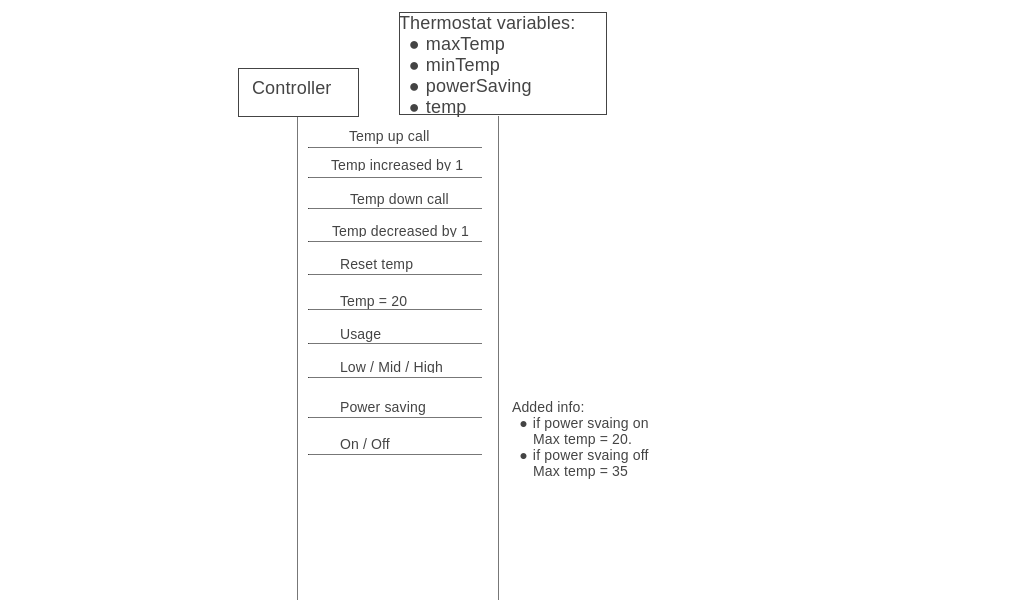 Thermostat variables:
● maxTemp
● minTemp
● powerSaving
● temp
Controller
Temp up call
Temp increased by 1
Temp down call
Temp decreased by 1
Reset temp
Temp = 20
Usage
Low / Mid / High
Power saving
On / Off
Added info:
● if power svaing on
Max temp = 20.
● if power svaing off
Max temp = 35